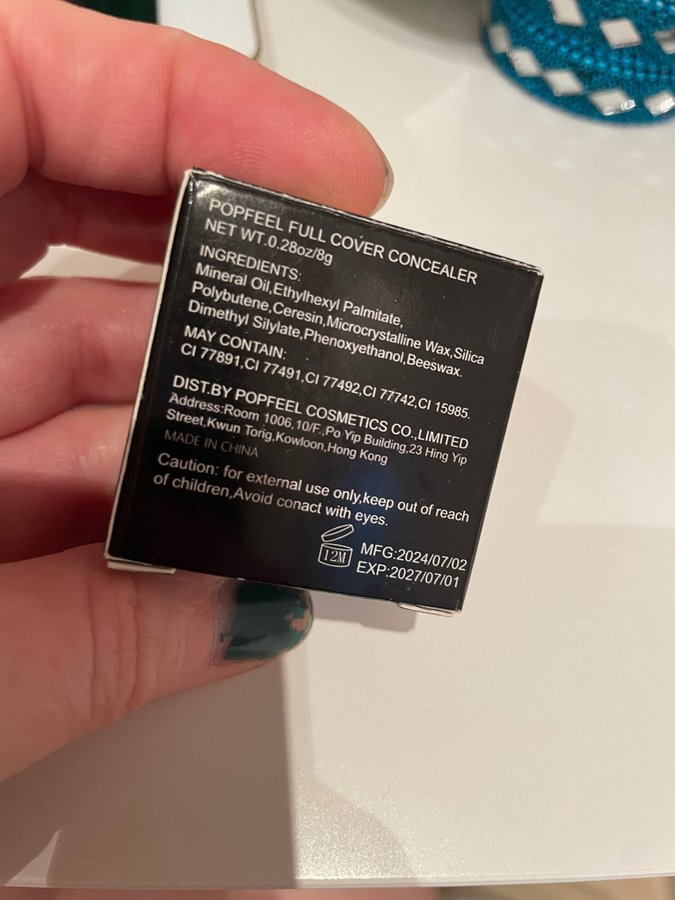 POPFEEL FULL COVER CONCEALER
NET WT.0.28oz/8g
INGREDIENTS:
Mineral Oil,Ethylhexyl Palmitate,
Polybutene,Ceresin,Microcrystalline Wax,Silica
Dimethyl Silylate,Phenoxyethanol,Beeswax.
MAY CONTAIN:
CI 77891,CI 77491,CI 77492,CI 77742,CI 15985.
DIST.BY POPFEEL COSMETICS CO.,LIMITED
Address:Room 1006,10/F.,Po Yip Building,23 Hing Yip
Street,Kwun Tong,Kowloon,Hong Kong
MADE IN CHINA
Caution: for external use only,keep out of reach
of children,Avoid conact with eyes.
12M
MFG:2024/07/02
EXP:2027/07/01